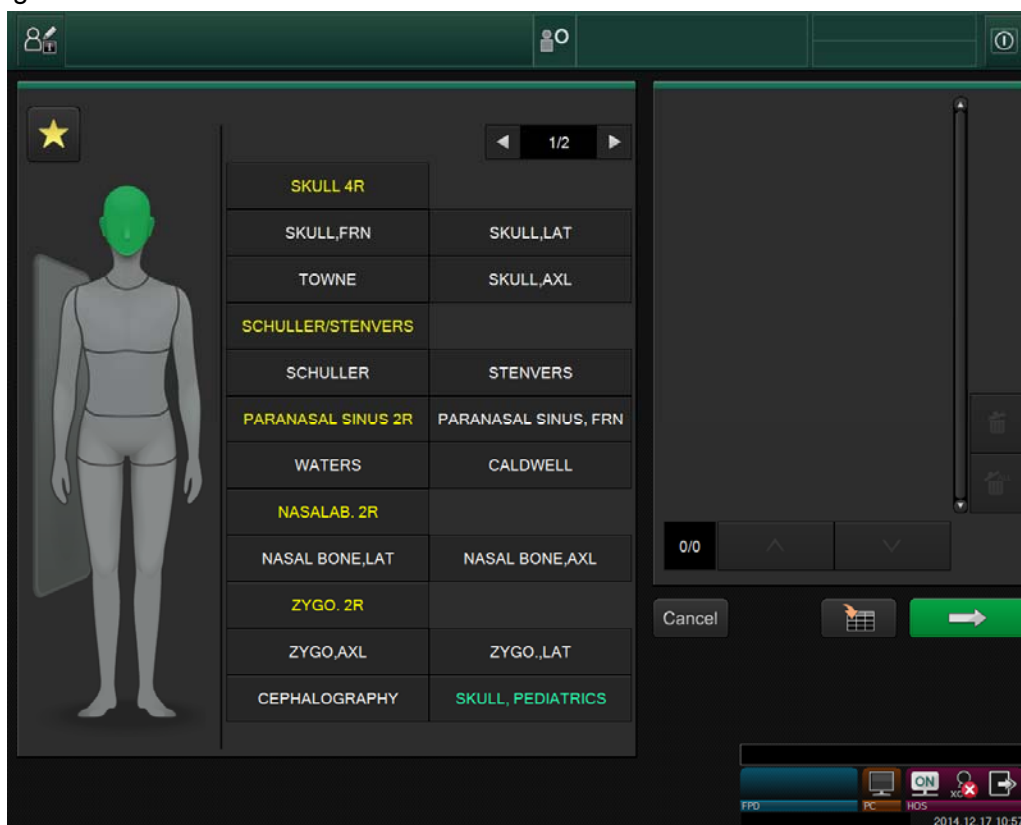 1/2
SKULL 4R
SKULL,FRN SKULL,LAT
TOWNE SKULL,AXL
SCHULLER/STENVERS
SCHULLER STENVERS
PARANASAL SINUS 2R PARANASAL SINUS, FRN
WATERS CALDWELL
NASALAB. 2R
NASAL BONE,LAT NASAL BONE,AXL
ZYGO. 2R
ZYGO,AXL ZYGO.,LAT
CEPHALOGRAPHY SKULL, PEDIATRICS
0/0
Cancel
ON
FPD PC HOS
2014.12.17 10:57